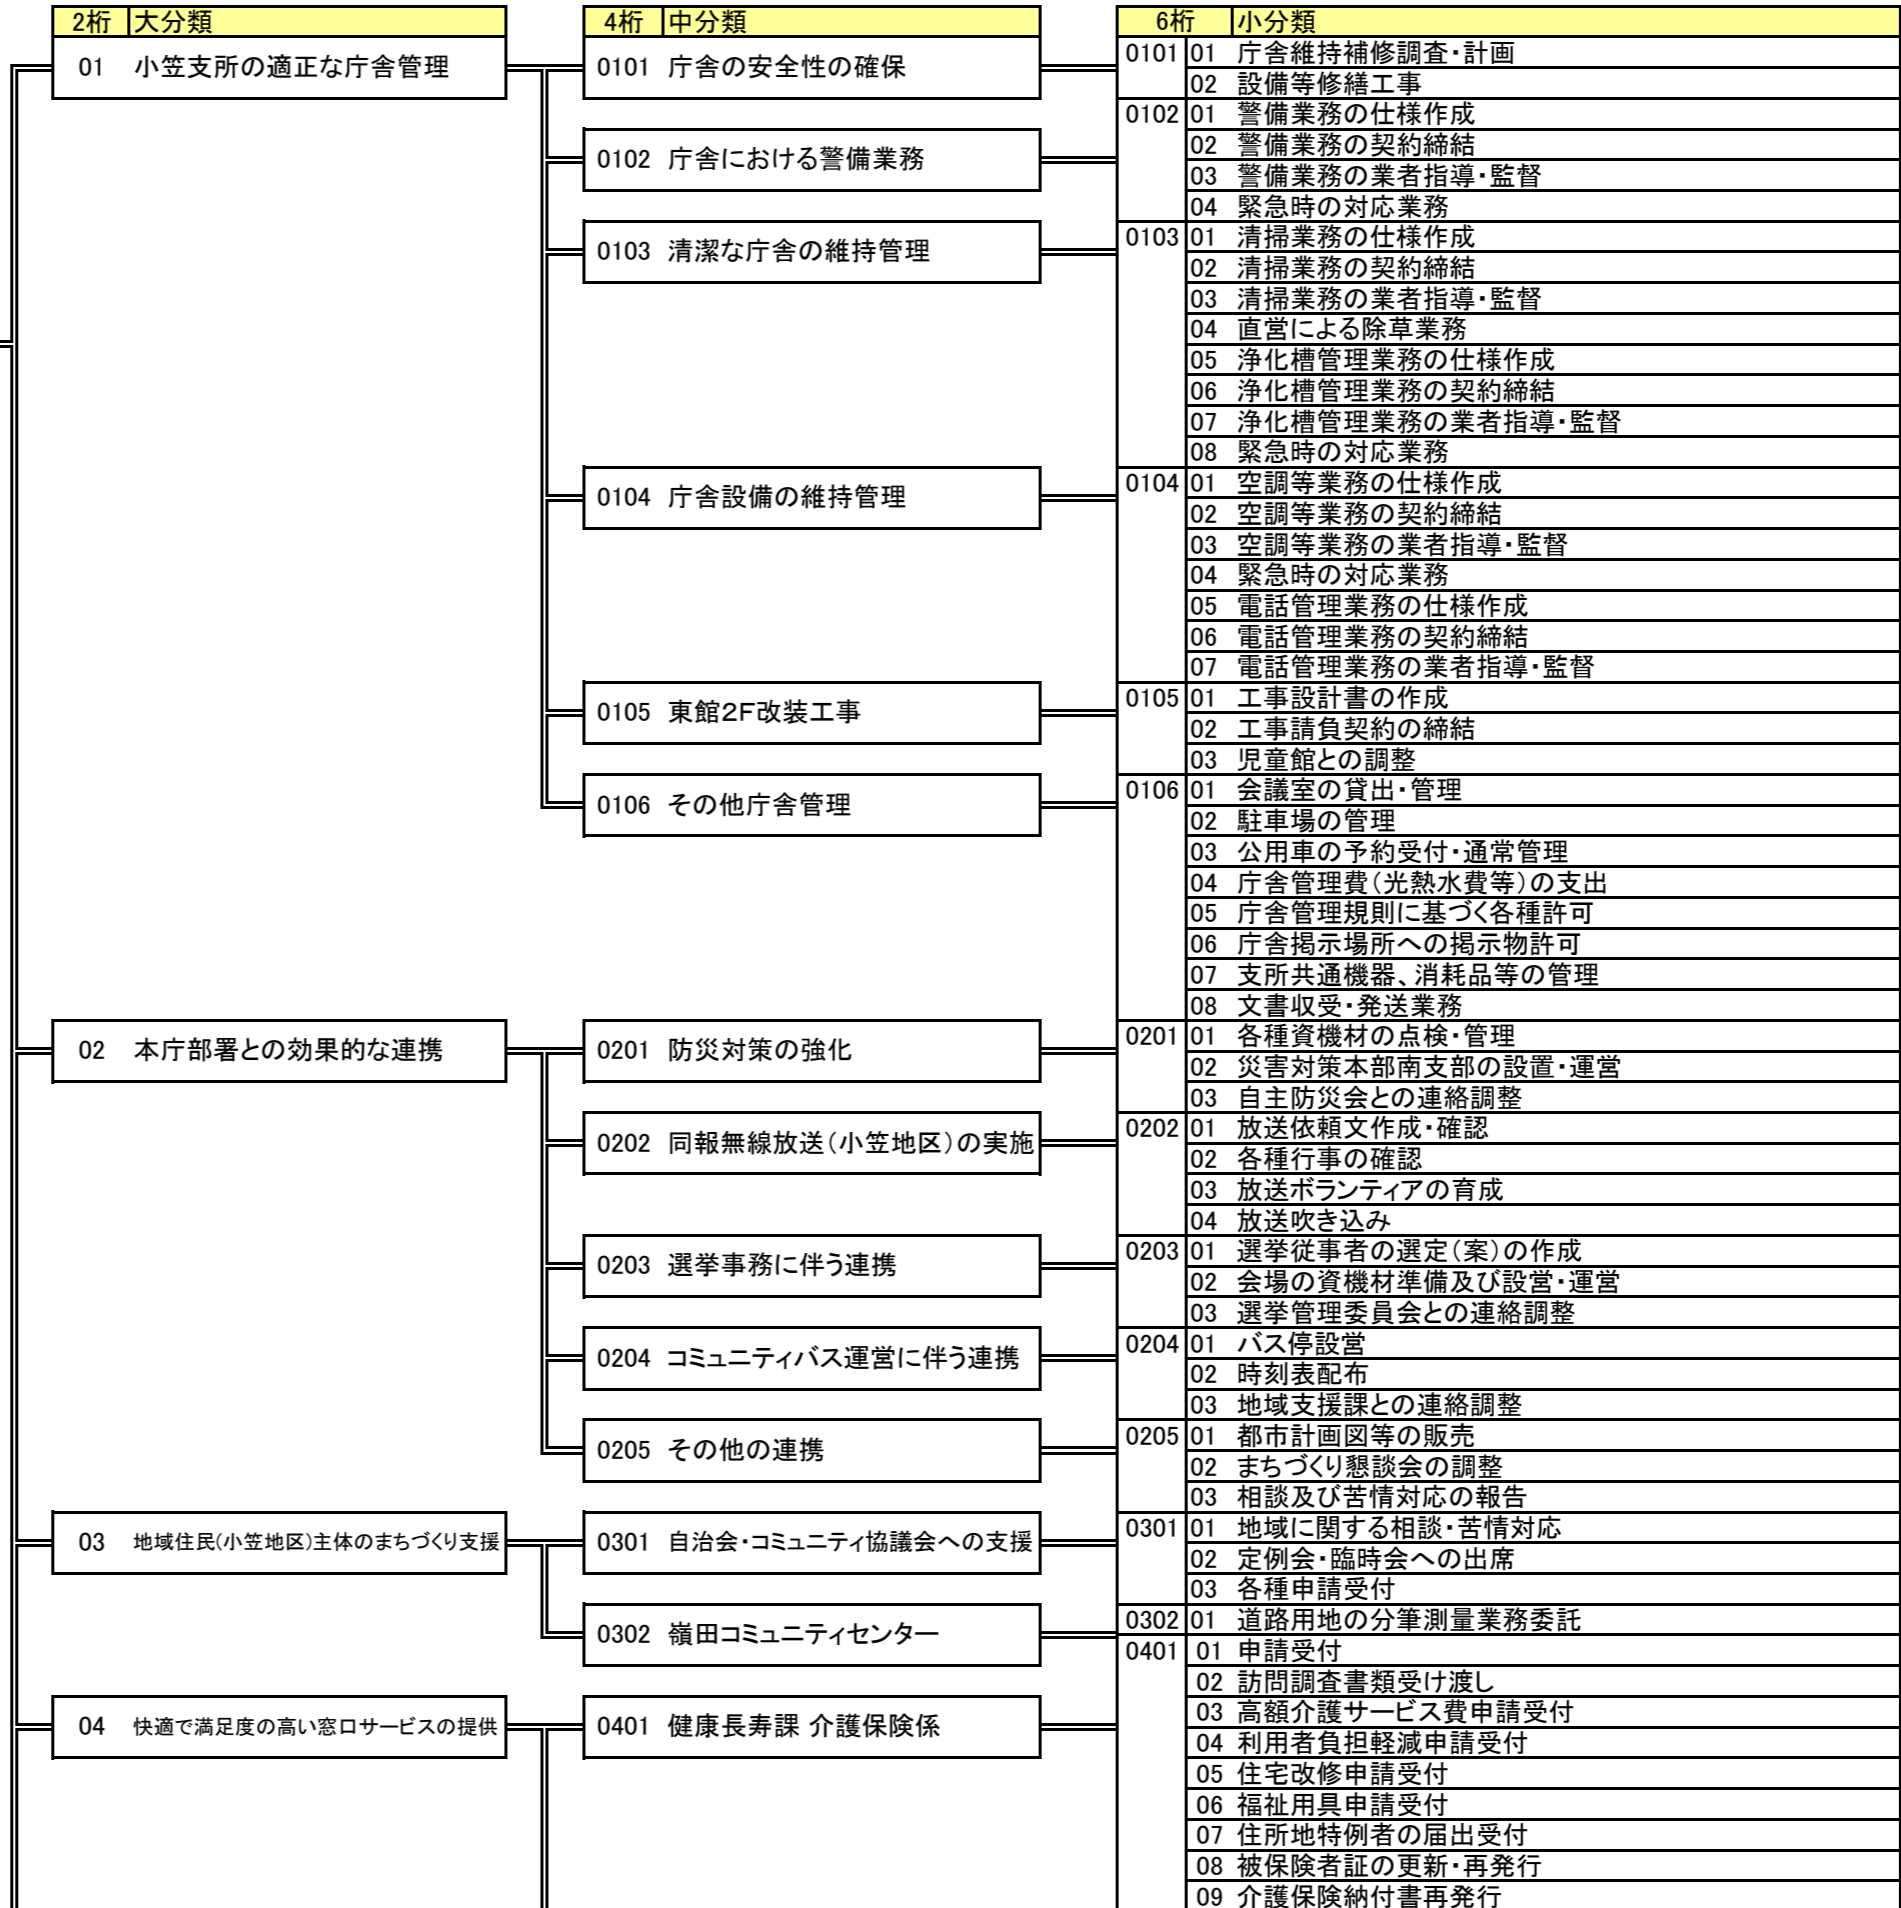 2桁 大分類 4桁 中分類 6桁 小分類
01 小笠支所の適正な庁舎管理 0101 庁舎の安全性の確保 0101 01 庁舎維持補修調査・計画
02 設備等修繕工事
0102 01 警備業務の仕様作成
0102 庁舎における警備業務 02 警備業務の契約締結
03 警備業務の業者指導・監督
04 緊急時の対応業務
0103 清潔な庁舎の維持管理 0103 01 清掃業務の仕様作成
02 清掃業務の契約締結
03 清掃業務の業者指導・監督
04 直営による除草業務
05 浄化槽管理業務の仕様作成
06 浄化槽管理業務の契約締結
07 浄化槽管理業務の業者指導・監督
08 緊急時の対応業務
0104 庁舎設備の維持管理 0104 01 空調等業務の仕様作成
02 空調等業務の契約締結
03 空調等業務の業者指導・監督
04 緊急時の対応業務
05 電話管理業務の仕様作成
06 電話管理業務の契約締結
07 電話管理業務の業者指導・監督
0105 東館2F改装工事 0105 01 工事設計書の作成
02 工事請負契約の締結
03 児童館との調整
0106 その他庁舎管理 0106 01 会議室の貸出・管理
02 駐車場の管理
03 公用車の予約受付・通常管理
04 庁舎管理費(光熱水費等)の支出
05 庁舎管理規則に基づく各種許可
06 庁舎掲示場所への掲示物許可
07 支所共通機器、消耗品等の管理
08 文書収受・発送業務
02 本庁部署との効果的な連携 0201 防災対策の強化 0201 01 各種資機材の点検・管理
02 災害対策本部南支部の設置・運営
03 自主防災会との連絡調整
0202 同報無線放送(小笠地区)の実施 0202 01 放送依頼文作成・確認
02 各種行事の確認
03 放送ボランティアの育成
04 放送吹き込み
0203 選挙事務に伴う連携 0203 01 選挙従事者の選定(案)の作成
02 会場の資機材準備及び設営・運営
03 選挙管理委員会との連絡調整
0204 コミュニティバス運営に伴う連携 0204 01 バス停設営
02 時刻表配布
03 地域支援課との連絡調整
0205 その他の連携 0205 01 都市計画図等の販売
02 まちづくり懇談会の調整
03 相談及び苦情対応の報告
03 地域住民(小笠地区)主体のまちづくり支援 0301 自治会・コミュニティ協議会への支援 0301 01 地域に関する相談・苦情対応
02 定例会・臨時会への出席
03 各種申請受付
0302 嶺田コミュニティセンター 0302 01 道路用地の分筆測量業務委託
0401 01 申請受付
02 訪問調査書類受け渡し
04 快適で満足度の高い窓口サービスの提供 0401 健康長寿課 介護保険係 03 高額介護サービス費申請受付
04 利用者負担軽減申請受付
05 住宅改修申請受付
06 福祉用具申請受付
07 住所地特例者の届出受付
08 被保険者証の更新・再発行
09 介護保険納付書再発行